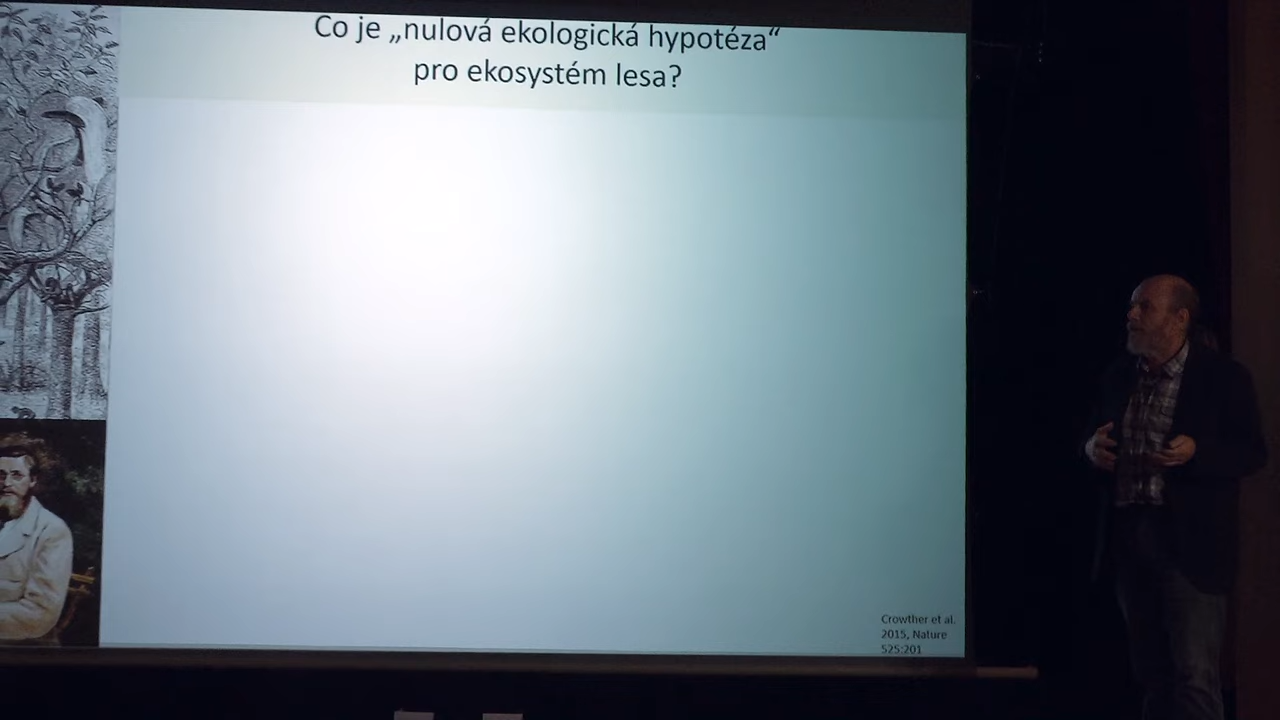 Co je „nulová ekologická hypotéza“
pro ekosystém lesa?
Crowther et al.
2015, Nature
525:201